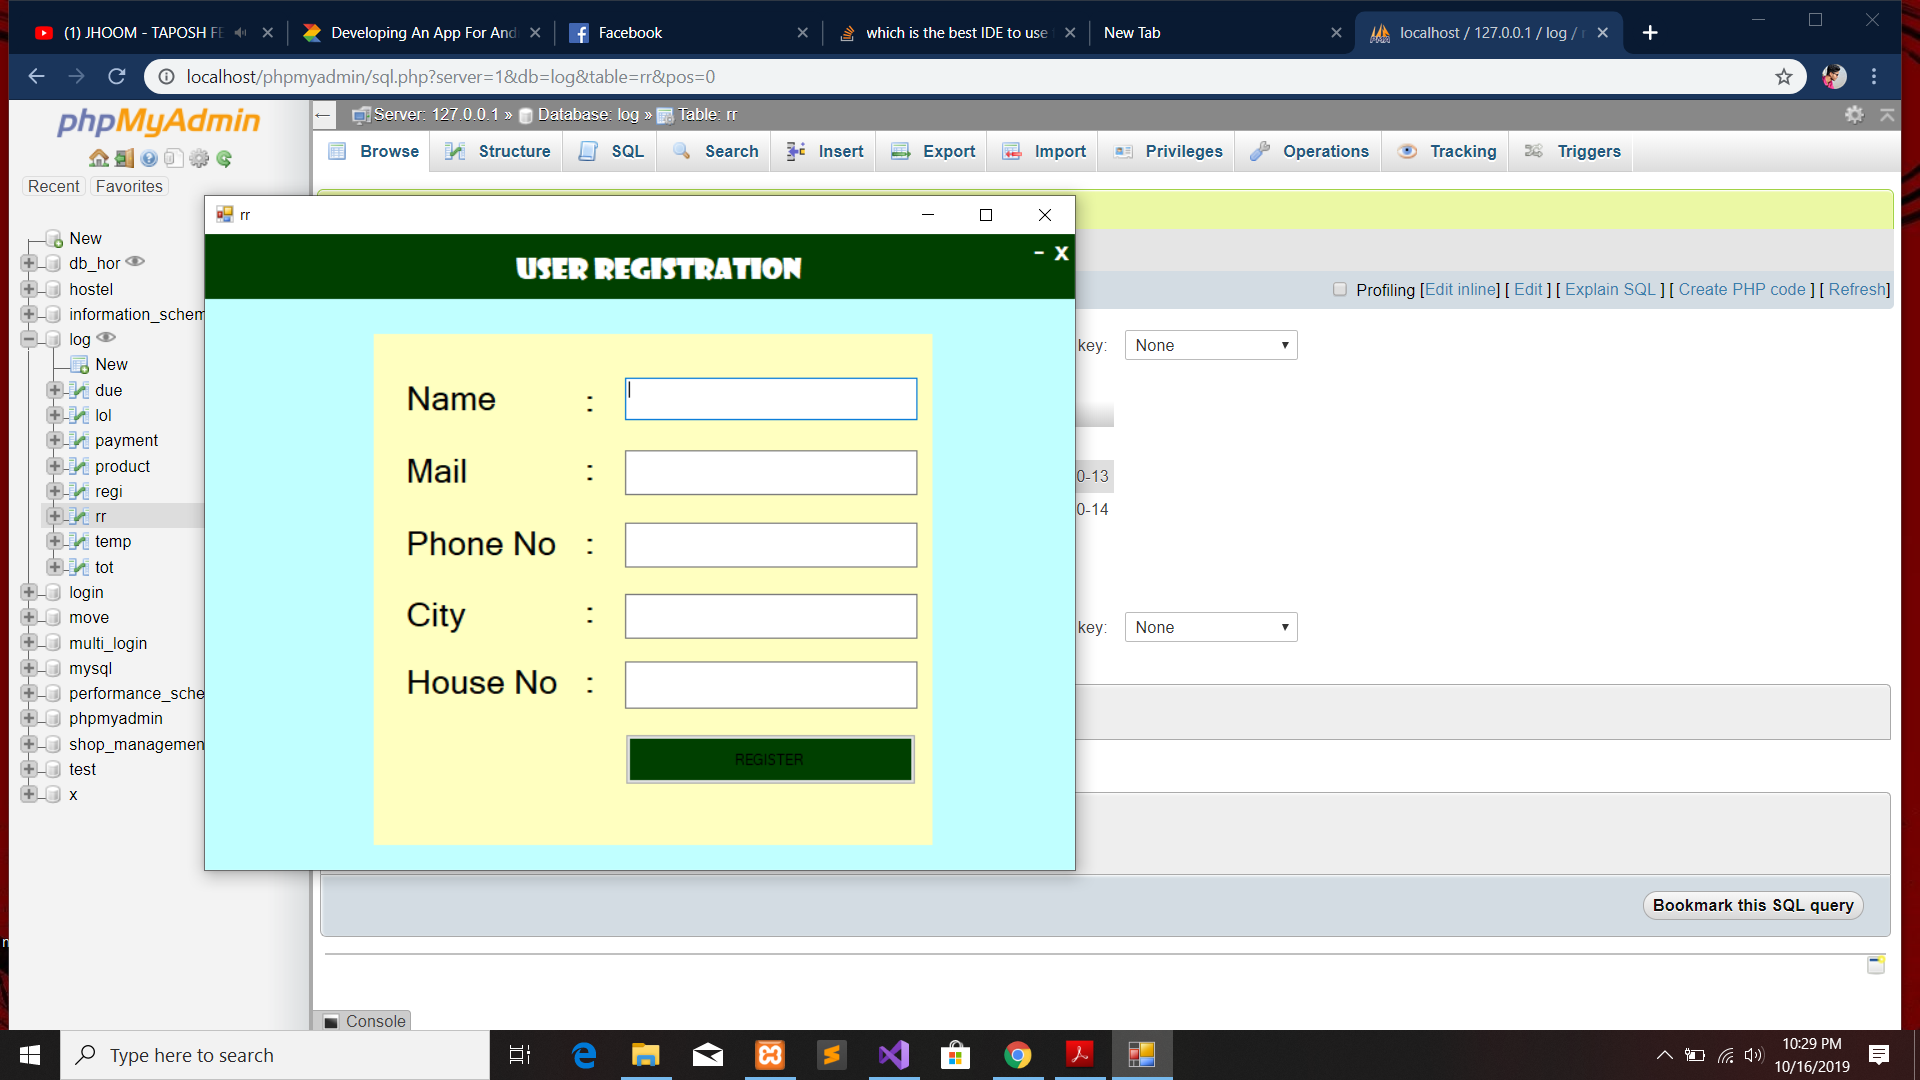 (1) JHOOM - TAPOSH FE
Developing An App For And
Facebook
which is the best IDE to use
New Tab
localhost / 127.0.0.1 / log / r
localhost/phpmyadmin/sql.php?server=1&db=log&table=rr&pos=0
phpMyAdmin
Recent
Favorites
New
db_hor
hostel
information_schem
log
New
due
lol
payment
product
regi
rr
temp
tot
login
move
multi_login
mysql
performance_sche
phpmyadmin
shop_managemen
test
x
Server: 127.0.0.1 » Database: log » Table: rr
Browse
Structure
SQL
Search
Insert
Export
Import
Privileges
Operations
Tracking
Triggers
Profiling [Edit inline] [ Edit ] [ Explain SQL ] [ Create PHP code ] [ Refresh]
key: None
0-13
0-14
key: None
Bookmark this SQL query
Console
rr
- X
USER REGISTRATION
Name :
Mail :
Phone No :
City :
House No :
REGISTER
Type here to search
10:29 PM
10/16/2019